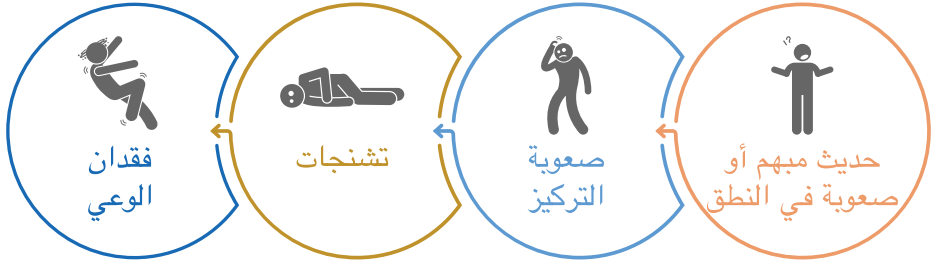 حديث مبهم أو
صعوبة في النطق
صعوبة
التركيز
تشنجات
فقدان
الوعي
!?